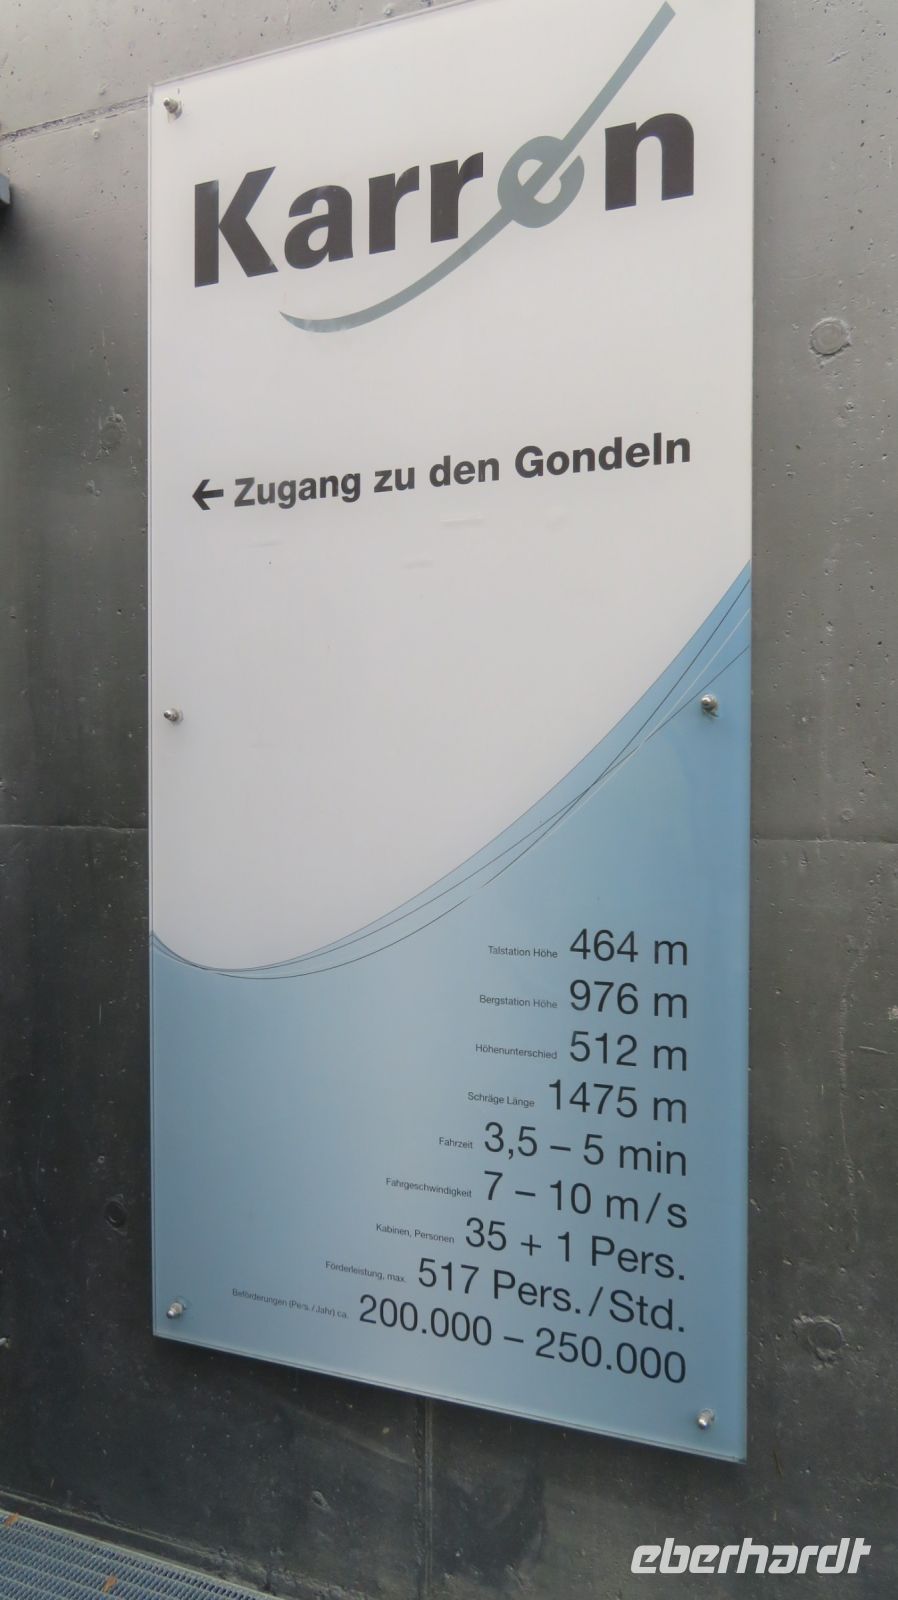 Karren
← Zugang zu den Gondeln
Talstation Höhe 464 m
Bergstation Höhe 976 m
Höhenunterschied 512 m
Schräge Länge 1475 m
Fahrzeit 3,5 – 5 min
Fahrgeschwindigkeit 7 – 10 m/s
Kabinen, Personen 35 + 1 Pers.
Förderleistung, max. 517 Pers./Std.
Beförderungen (Pers./Jahr) ca. 200.000 – 250.000
eberhardt